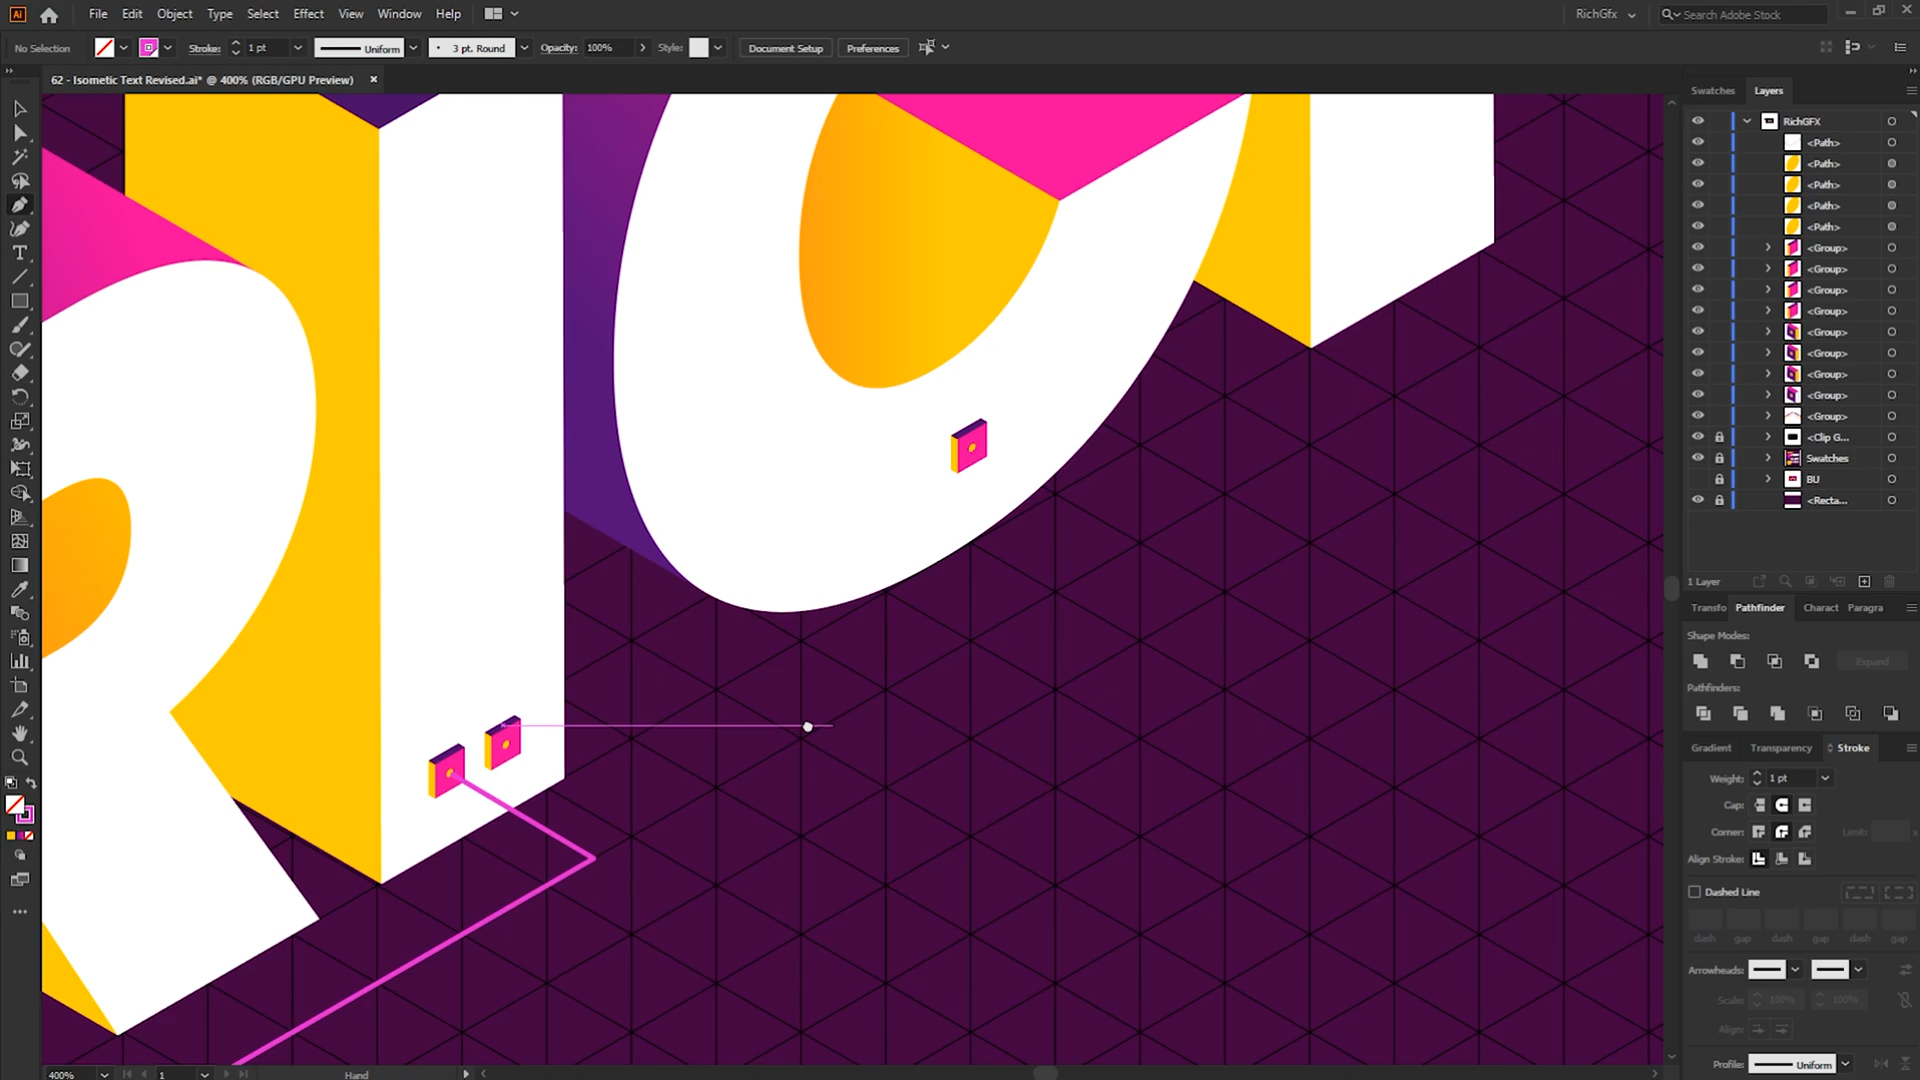 Ai File Edit Object Type Select Effect View Window Help RichGfx Search Adobe Stock
No Selection Stroke: 1 pt Uniform 3 pt. Round Opacity: 100% Style: Document Setup Preferences
62 - Isometic Text Revised.ai* @ 400% (RGB/GPU Preview)
Swatches Layers
RichGFX
<Path>
<Path>
<Path>
<Path>
<Path>
<Group>
<Group>
<Group>
<Group>
<Group>
<Group>
<Group>
<Group>
<Group>
<Clip G...
Swatches
BU
<Recta...
1 Layer
Transfo Pathfinder Charact Paragra
Shape Modes:
Expand
Pathfinders:
Gradient Transparency Stroke
Weight: 1 pt
Cap:
Corner: Limit: x
Align Stroke:
Dashed Line
dash gap dash gap dash gap
Arrowheads:
Scale: 100% 100%
Align:
Profile: Uniform
400% 1 Hand
RIC